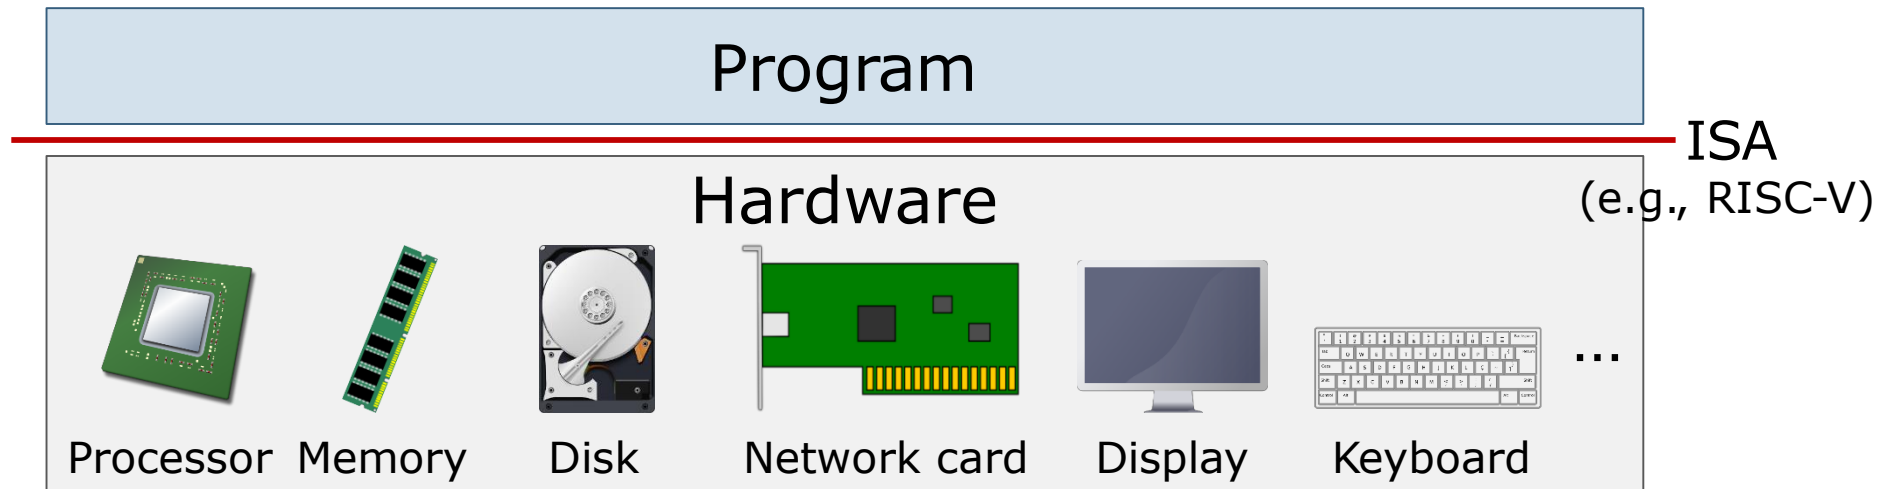 Program
ISA
(e.g., RISC-V)
Hardware
...
Processor Memory Disk Network card Display Keyboard